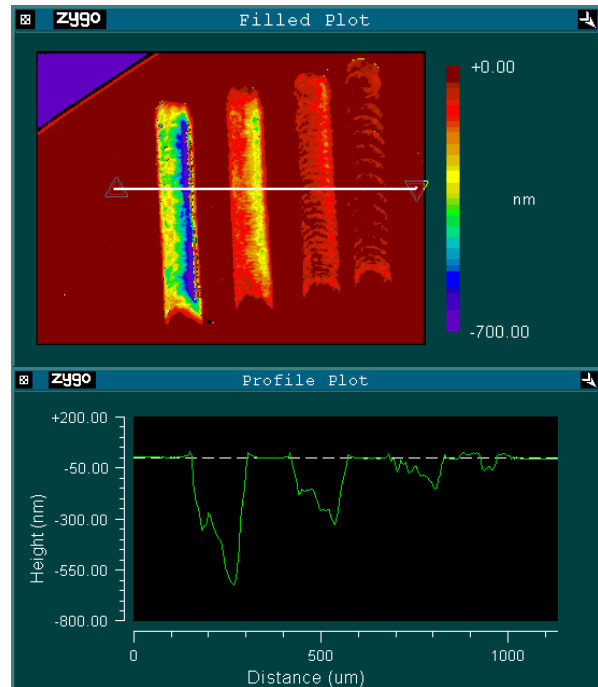 zygo Filled Plot
+0.00
nm
-700.00
zygo Profile Plot
+200.00
-50.00
-300.00
-550.00
-800.00
Height (nm)
0 500 1000
Distance (um)